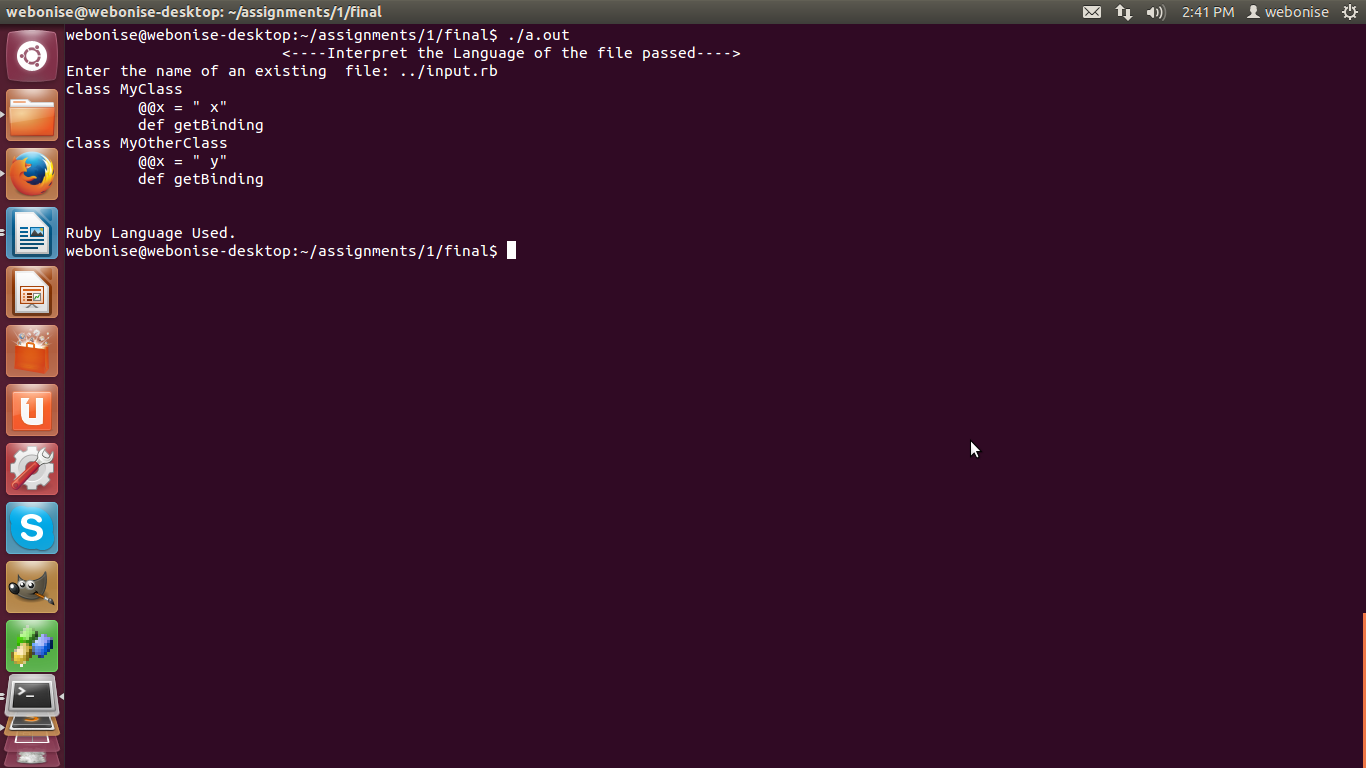 webonise@webonise-desktop: ~/assignments/1/final
2:41 PM webonise
webonise@webonise-desktop:~/assignments/1/final$ ./a.out
<----Interpret the Language of the file passed---->
Enter the name of an existing  file: ../input.rb
class MyClass
        @@x = " x"
        def getBinding
class MyOtherClass
        @@x = " y"
        def getBinding
Ruby Language Used.
webonise@webonise-desktop:~/assignments/1/final$